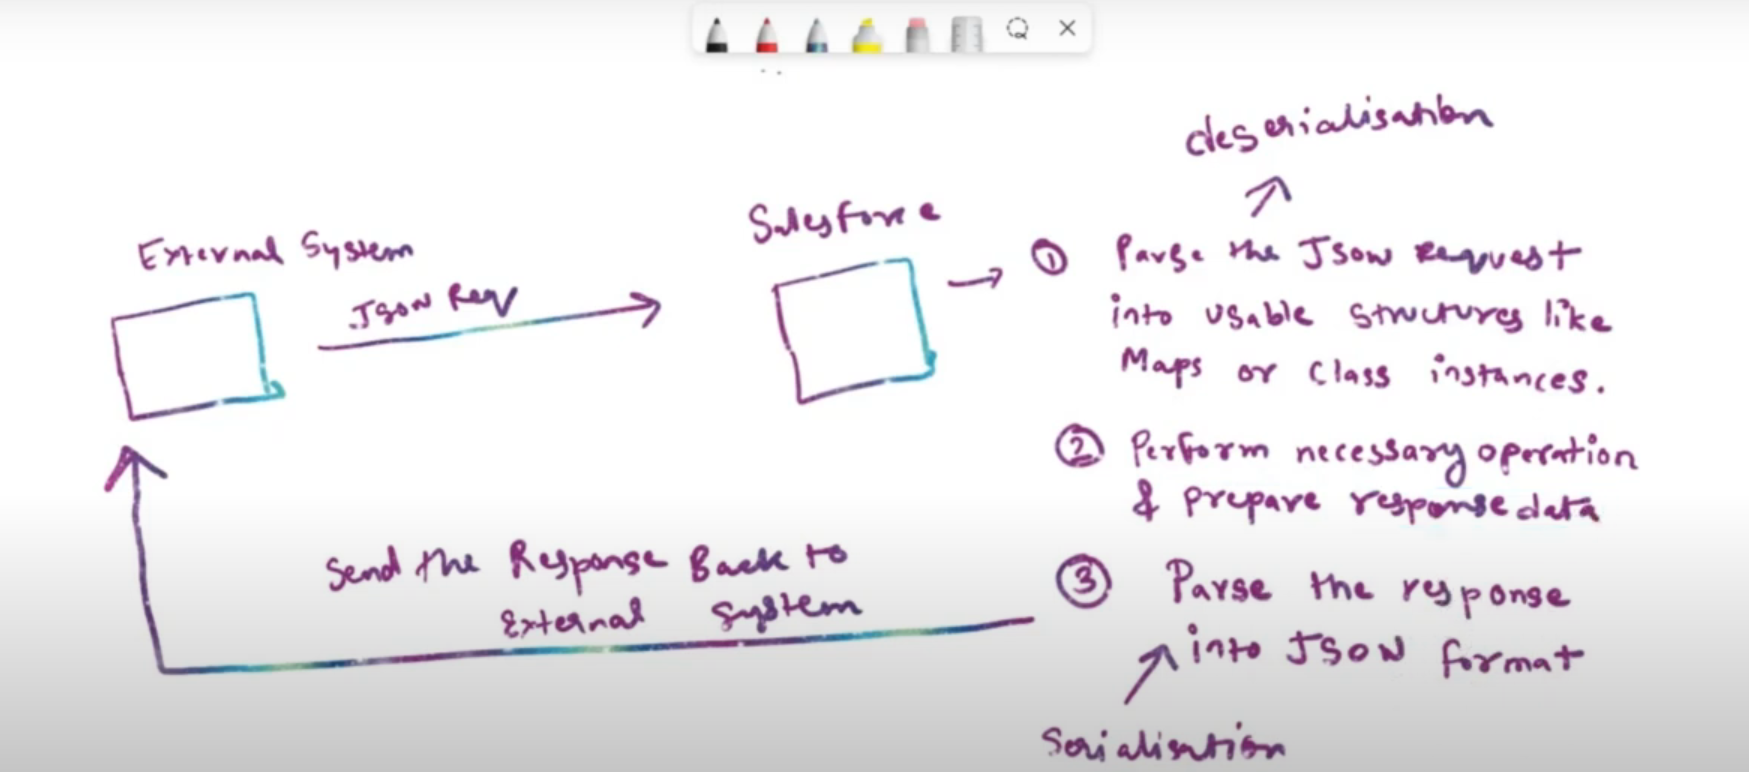 deserialisation
External System
Json Req
Salesforce
① Parse the Json Request
into usable structures like
Maps or Class instances.
② Perform necessary operation
& prepare response data
③ Parse the response
into JSON format
Serialisation
Send the Response Back to
External system